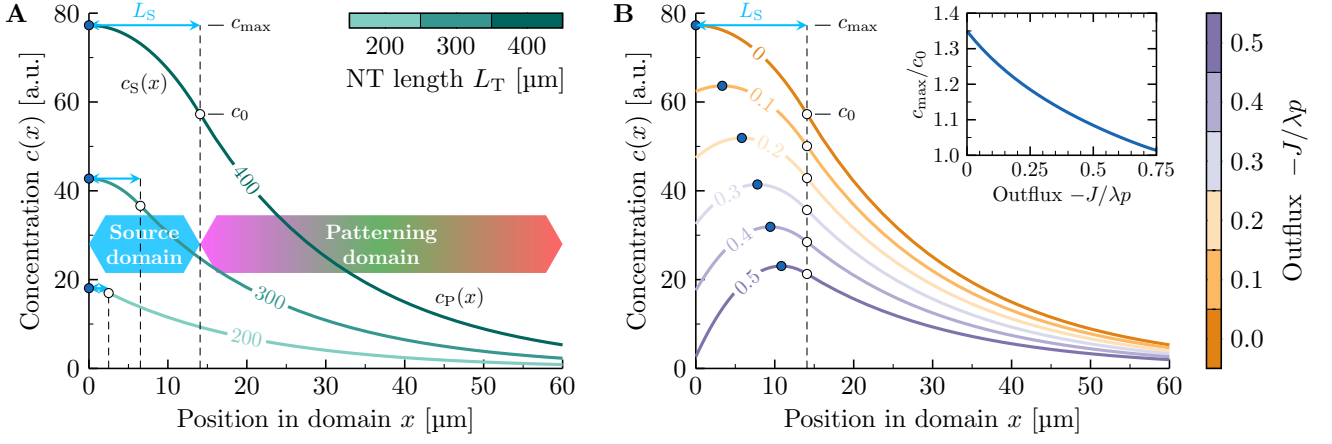 A
L_S
c_max
c_0
c_S(x)
c_P(x)
200 300 400
NT length L_T [µm]
Source
domain
Patterning
domain
400
300
200
Concentration c(x) [a.u.]
80
60
40
20
0
0 10 20 30 40 50 60
Position in domain x [µm]
B
L_S
c_max
c_0
0
0.1
0.2
0.3
0.4
0.5
Concentration c(x) [a.u.]
80
60
40
20
0
0 10 20 30 40 50 60
Position in domain x [µm]
c_max/c_0
1.4
1.3
1.2
1.1
1.0
0 0.25 0.5 0.75
Outflux −J/λp
0.5
0.4
0.3
0.2
0.1
0.0
Outflux −J/λp